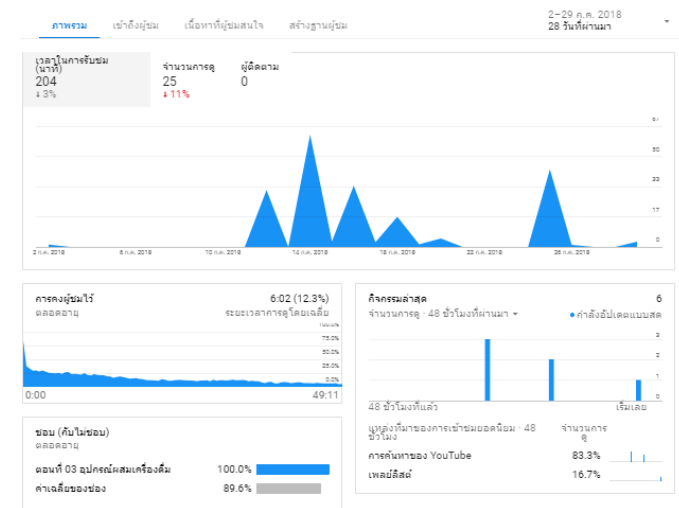 ภาพรวม เข้าถึงผู้ชม เนื้อหาที่ผู้ชมสนใจ สร้างฐานผู้ชม
2–29 ก.ค. 2018
28 วันที่ผ่านมา
เวลาในการรับชม
(นาที)
204
3%
จำนวนการดู
25
11%
ผู้ติดตาม
0
67
50
33
17
0
2 ก.ค. 2018 6 ก.ค. 2018 10 ก.ค. 2018 14 ก.ค. 2018 18 ก.ค. 2018 22 ก.ค. 2018 26 ก.ค. 2018
การคงผู้ชมไว้ 6:02 (12.3%)
ตลอดอายุ ระยะเวลาการดูโดยเฉลี่ย
100.0%
75.0%
50.0%
25.0%
0.0%
0:00 49:11
ชอบ (กับไม่ชอบ)
ตลอดอายุ
ตอนที่ 03 อุปกรณ์ผสมเครื่องดื่ม 100.0%
ค่าเฉลี่ยของช่อง 89.6%
กิจกรรมล่าสุด 6
จำนวนการดู · 48 ชั่วโมงที่ผ่านมา กำลังอัปเดตแบบสด
3
2
1
0
48 ชั่วโมงที่แล้ว เริ่มเลย
แหล่งที่มาของการเข้าชมยอดนิยม · 48
ชั่วโมง
จำนวนการ
ดู
การค้นหาของ YouTube 83.3%
เพลย์ลิสต์ 16.7%